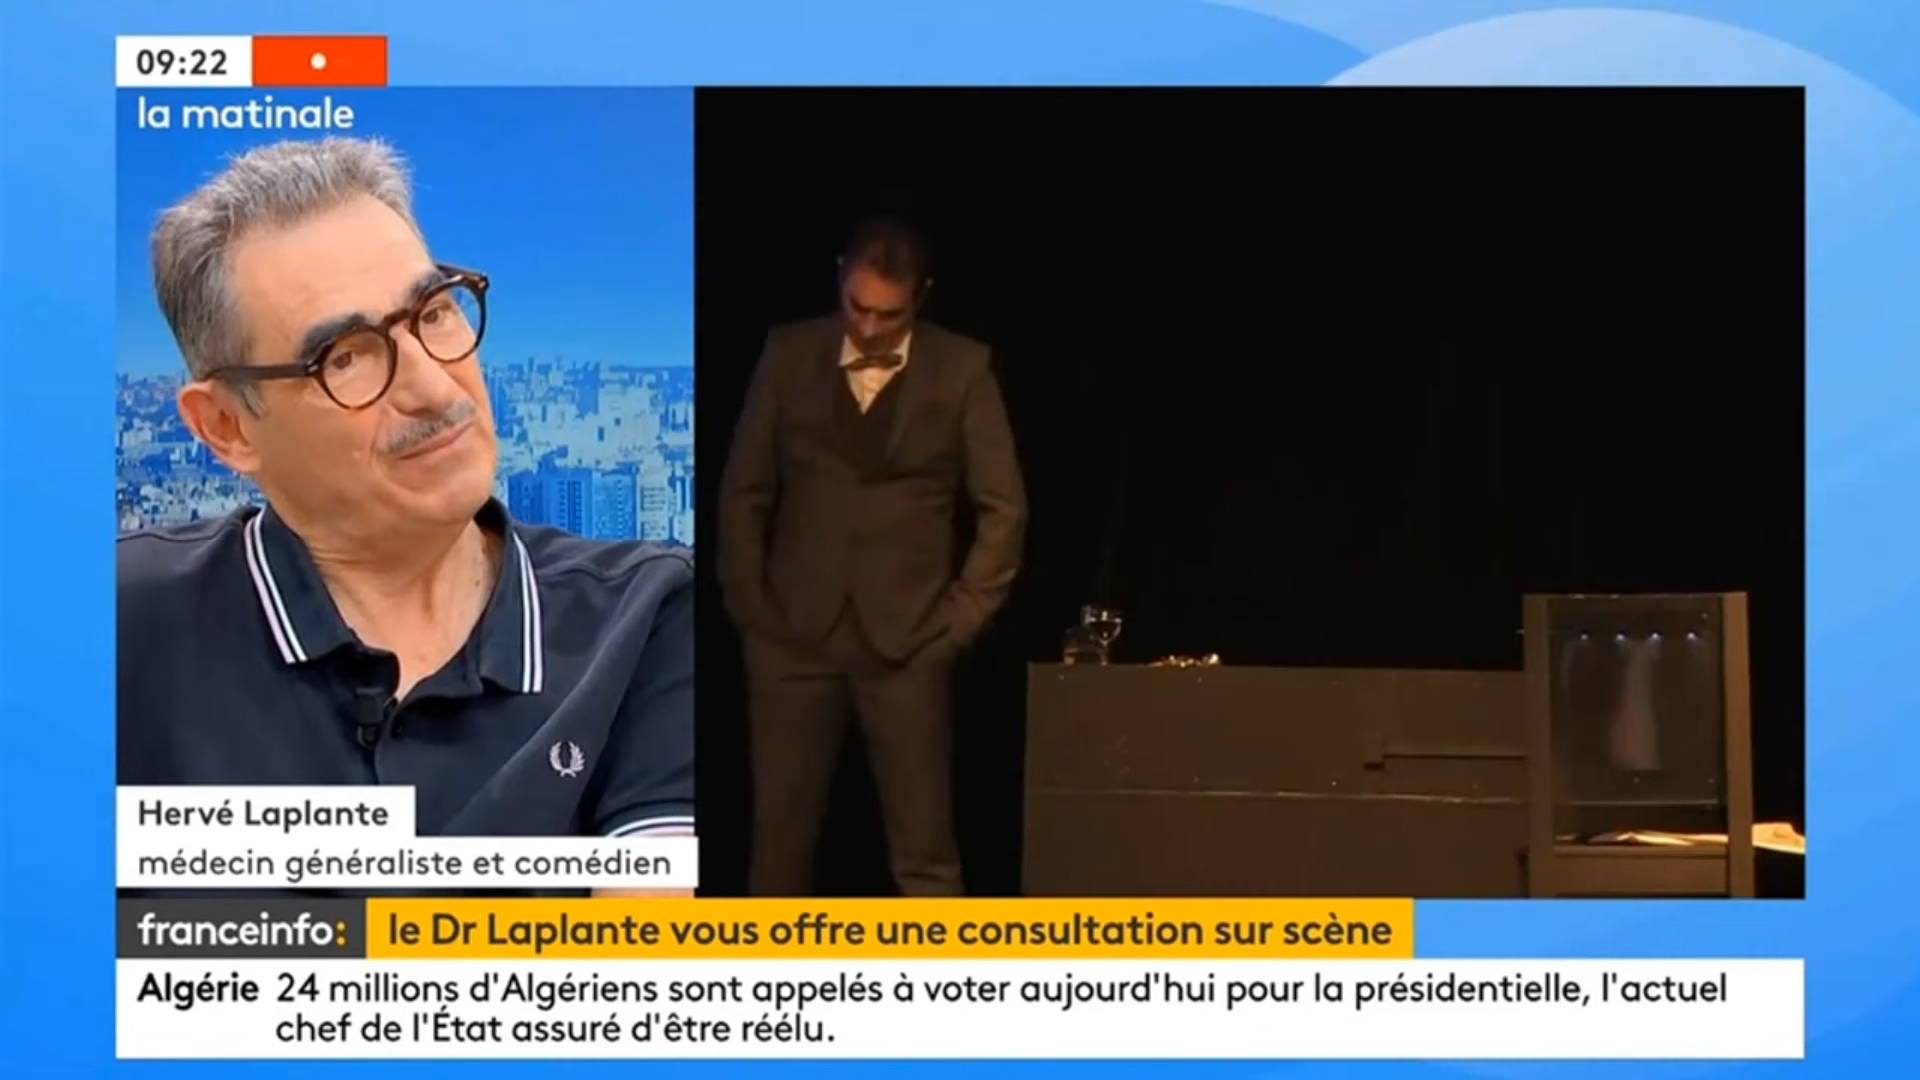 09:22
la matinale
Hervé Laplante
médecin généraliste et comédien
franceinfo: le Dr Laplante vous offre une consultation sur scène
Algérie 24 millions d'Algériens sont appelés à voter aujourd'hui pour la présidentielle, l'actuel
chef de l'État assuré d'être réélu.